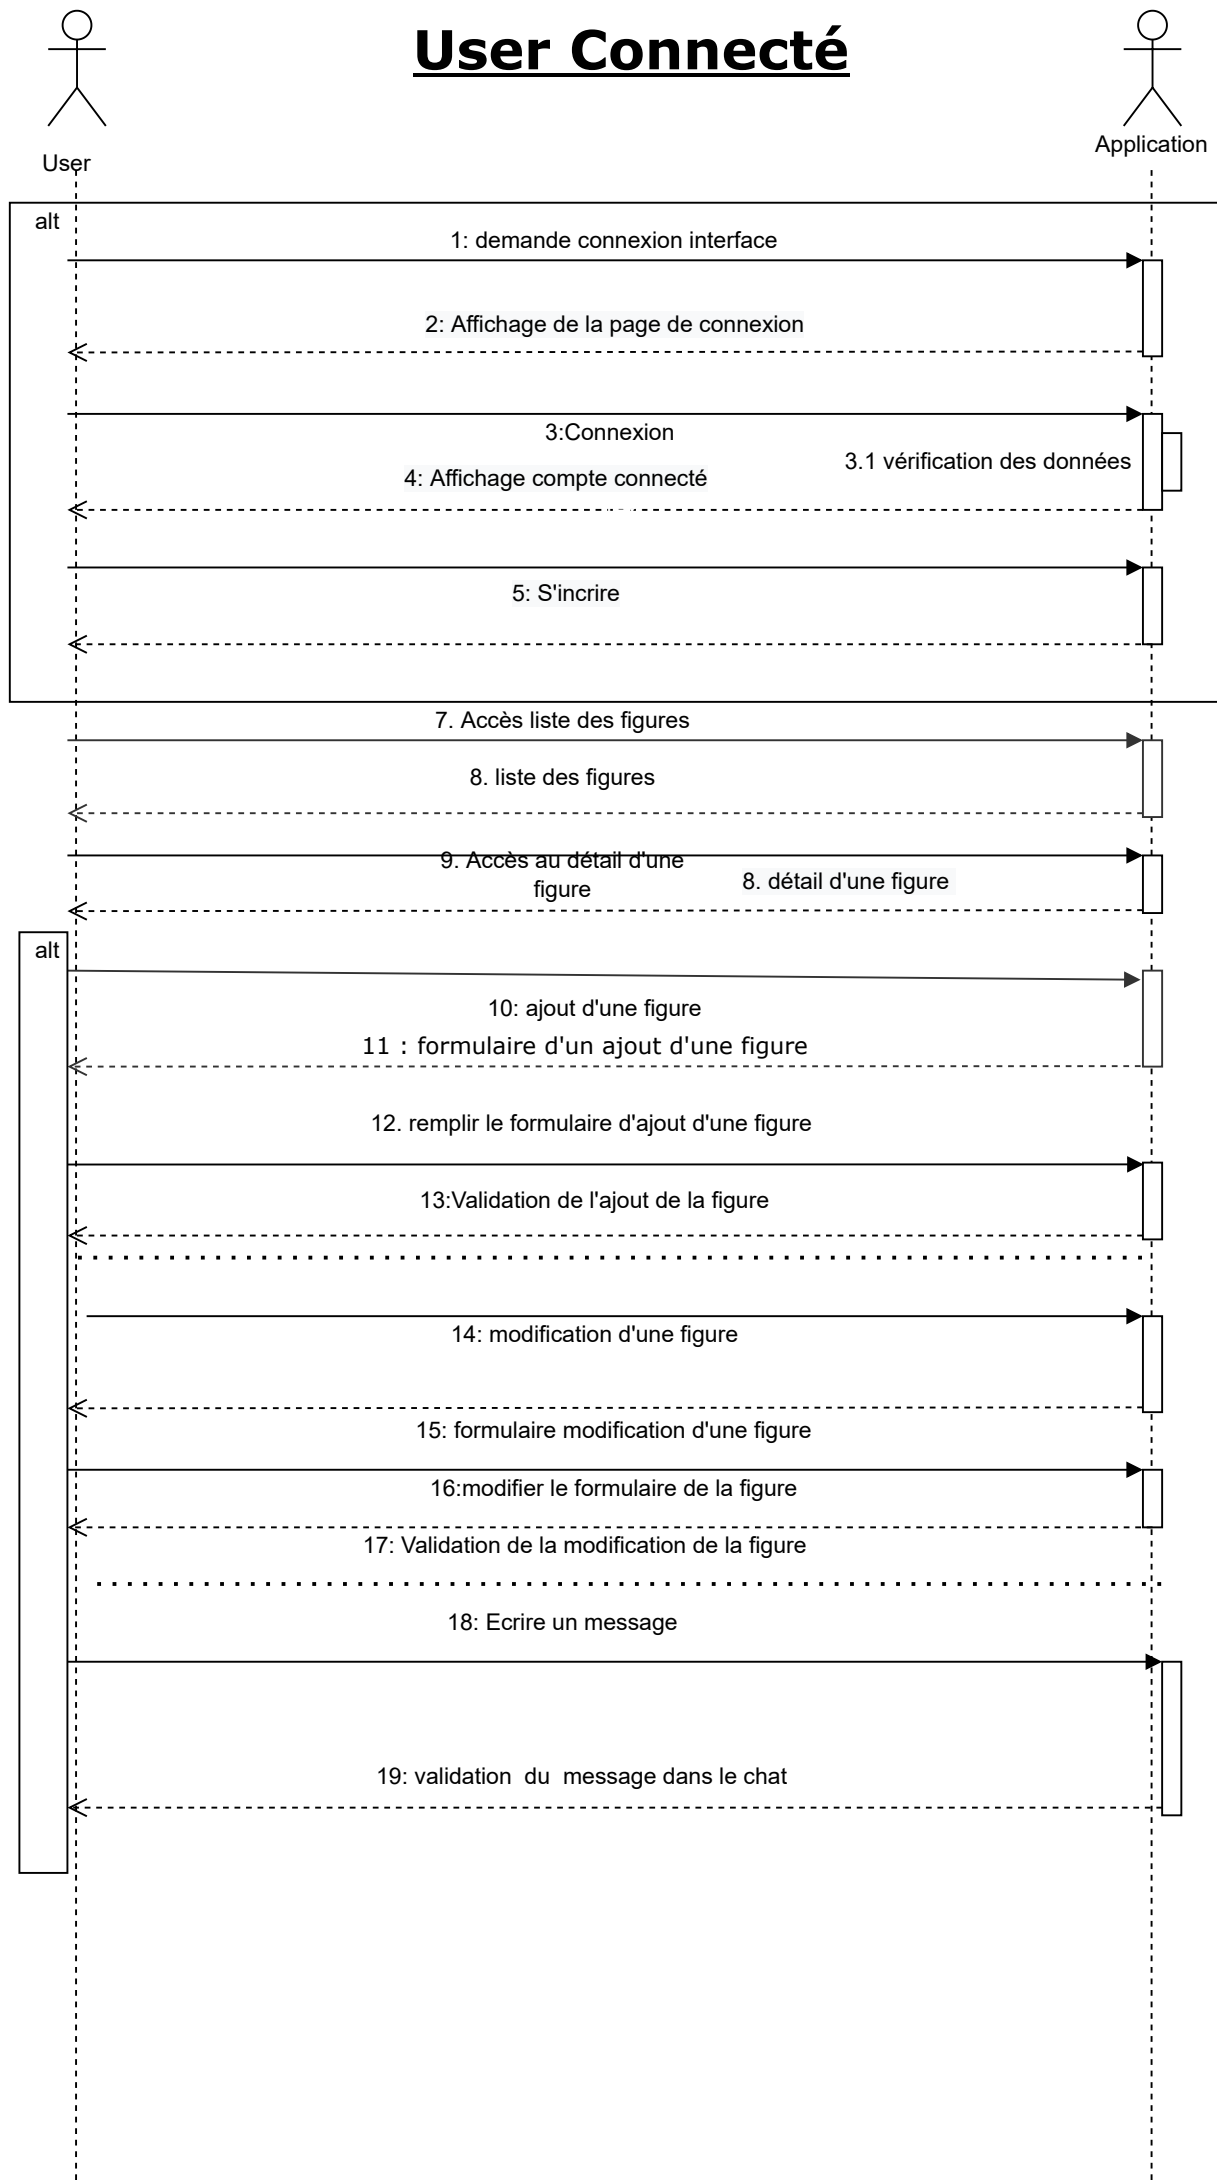 User Connecté
User
Application
alt
1: demande connexion interface
2: Affichage de la page de connexion
3:Connexion
3.1 vérification des données
4: Affichage compte connecté
5: S'incrire
7. Accès liste des figures
8. liste des figures
9. Accès au détail d'une
figure
8. détail d'une figure
alt
10: ajout d'une figure
11 : formulaire d'un ajout d'une figure
12. remplir le formulaire d'ajout d'une figure
13:Validation de l'ajout de la figure
14: modification d'une figure
15: formulaire modification d'une figure
16:modifier le formulaire de la figure
17: Validation de la modification de la figure
18: Ecrire un message
19: validation  du  message dans le chat